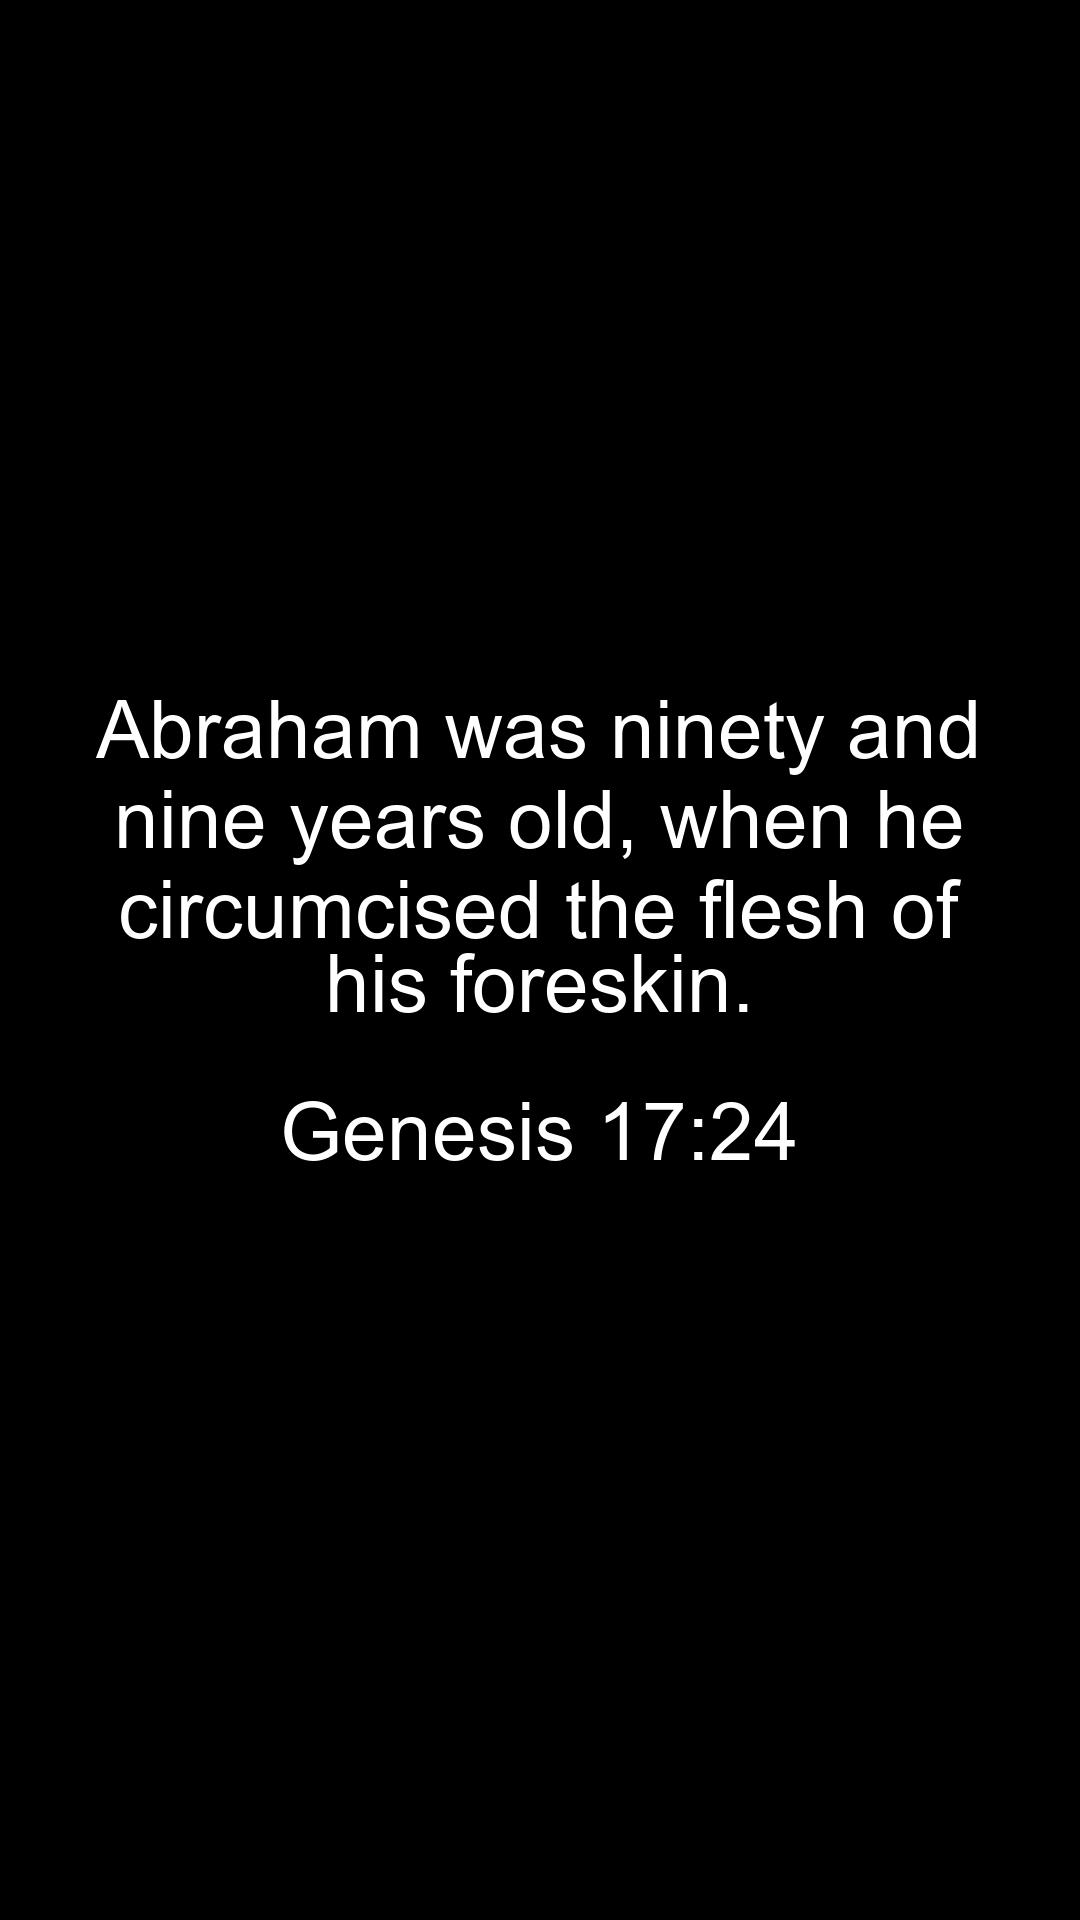 Abraham was ninety and
nine years old, when he
circumcised the flesh of
his foreskin.
Genesis 17:24